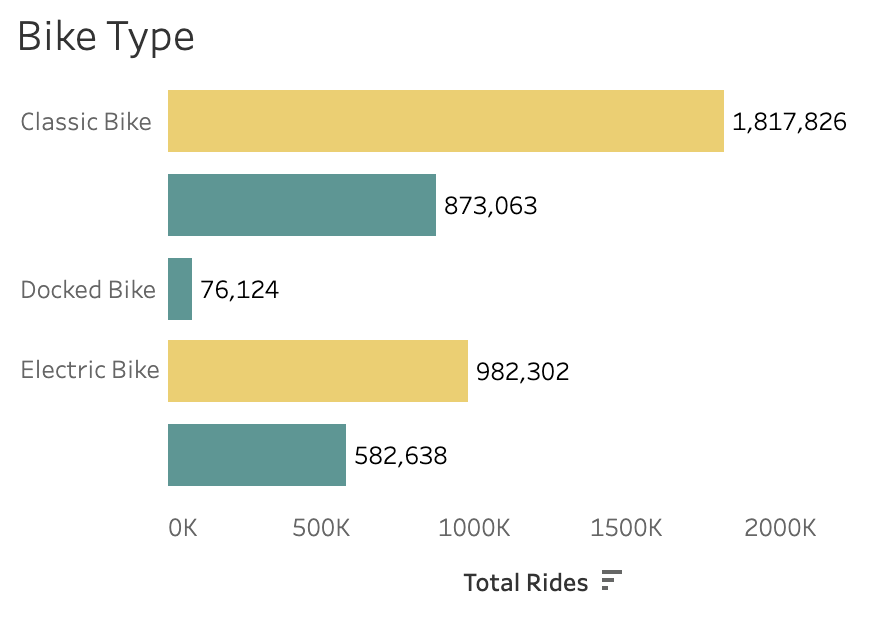 Bike Type
Classic Bike 1,817,826
873,063
Docked Bike 76,124
Electric Bike 982,302
582,638
0K 500K 1000K 1500K 2000K
Total Rides